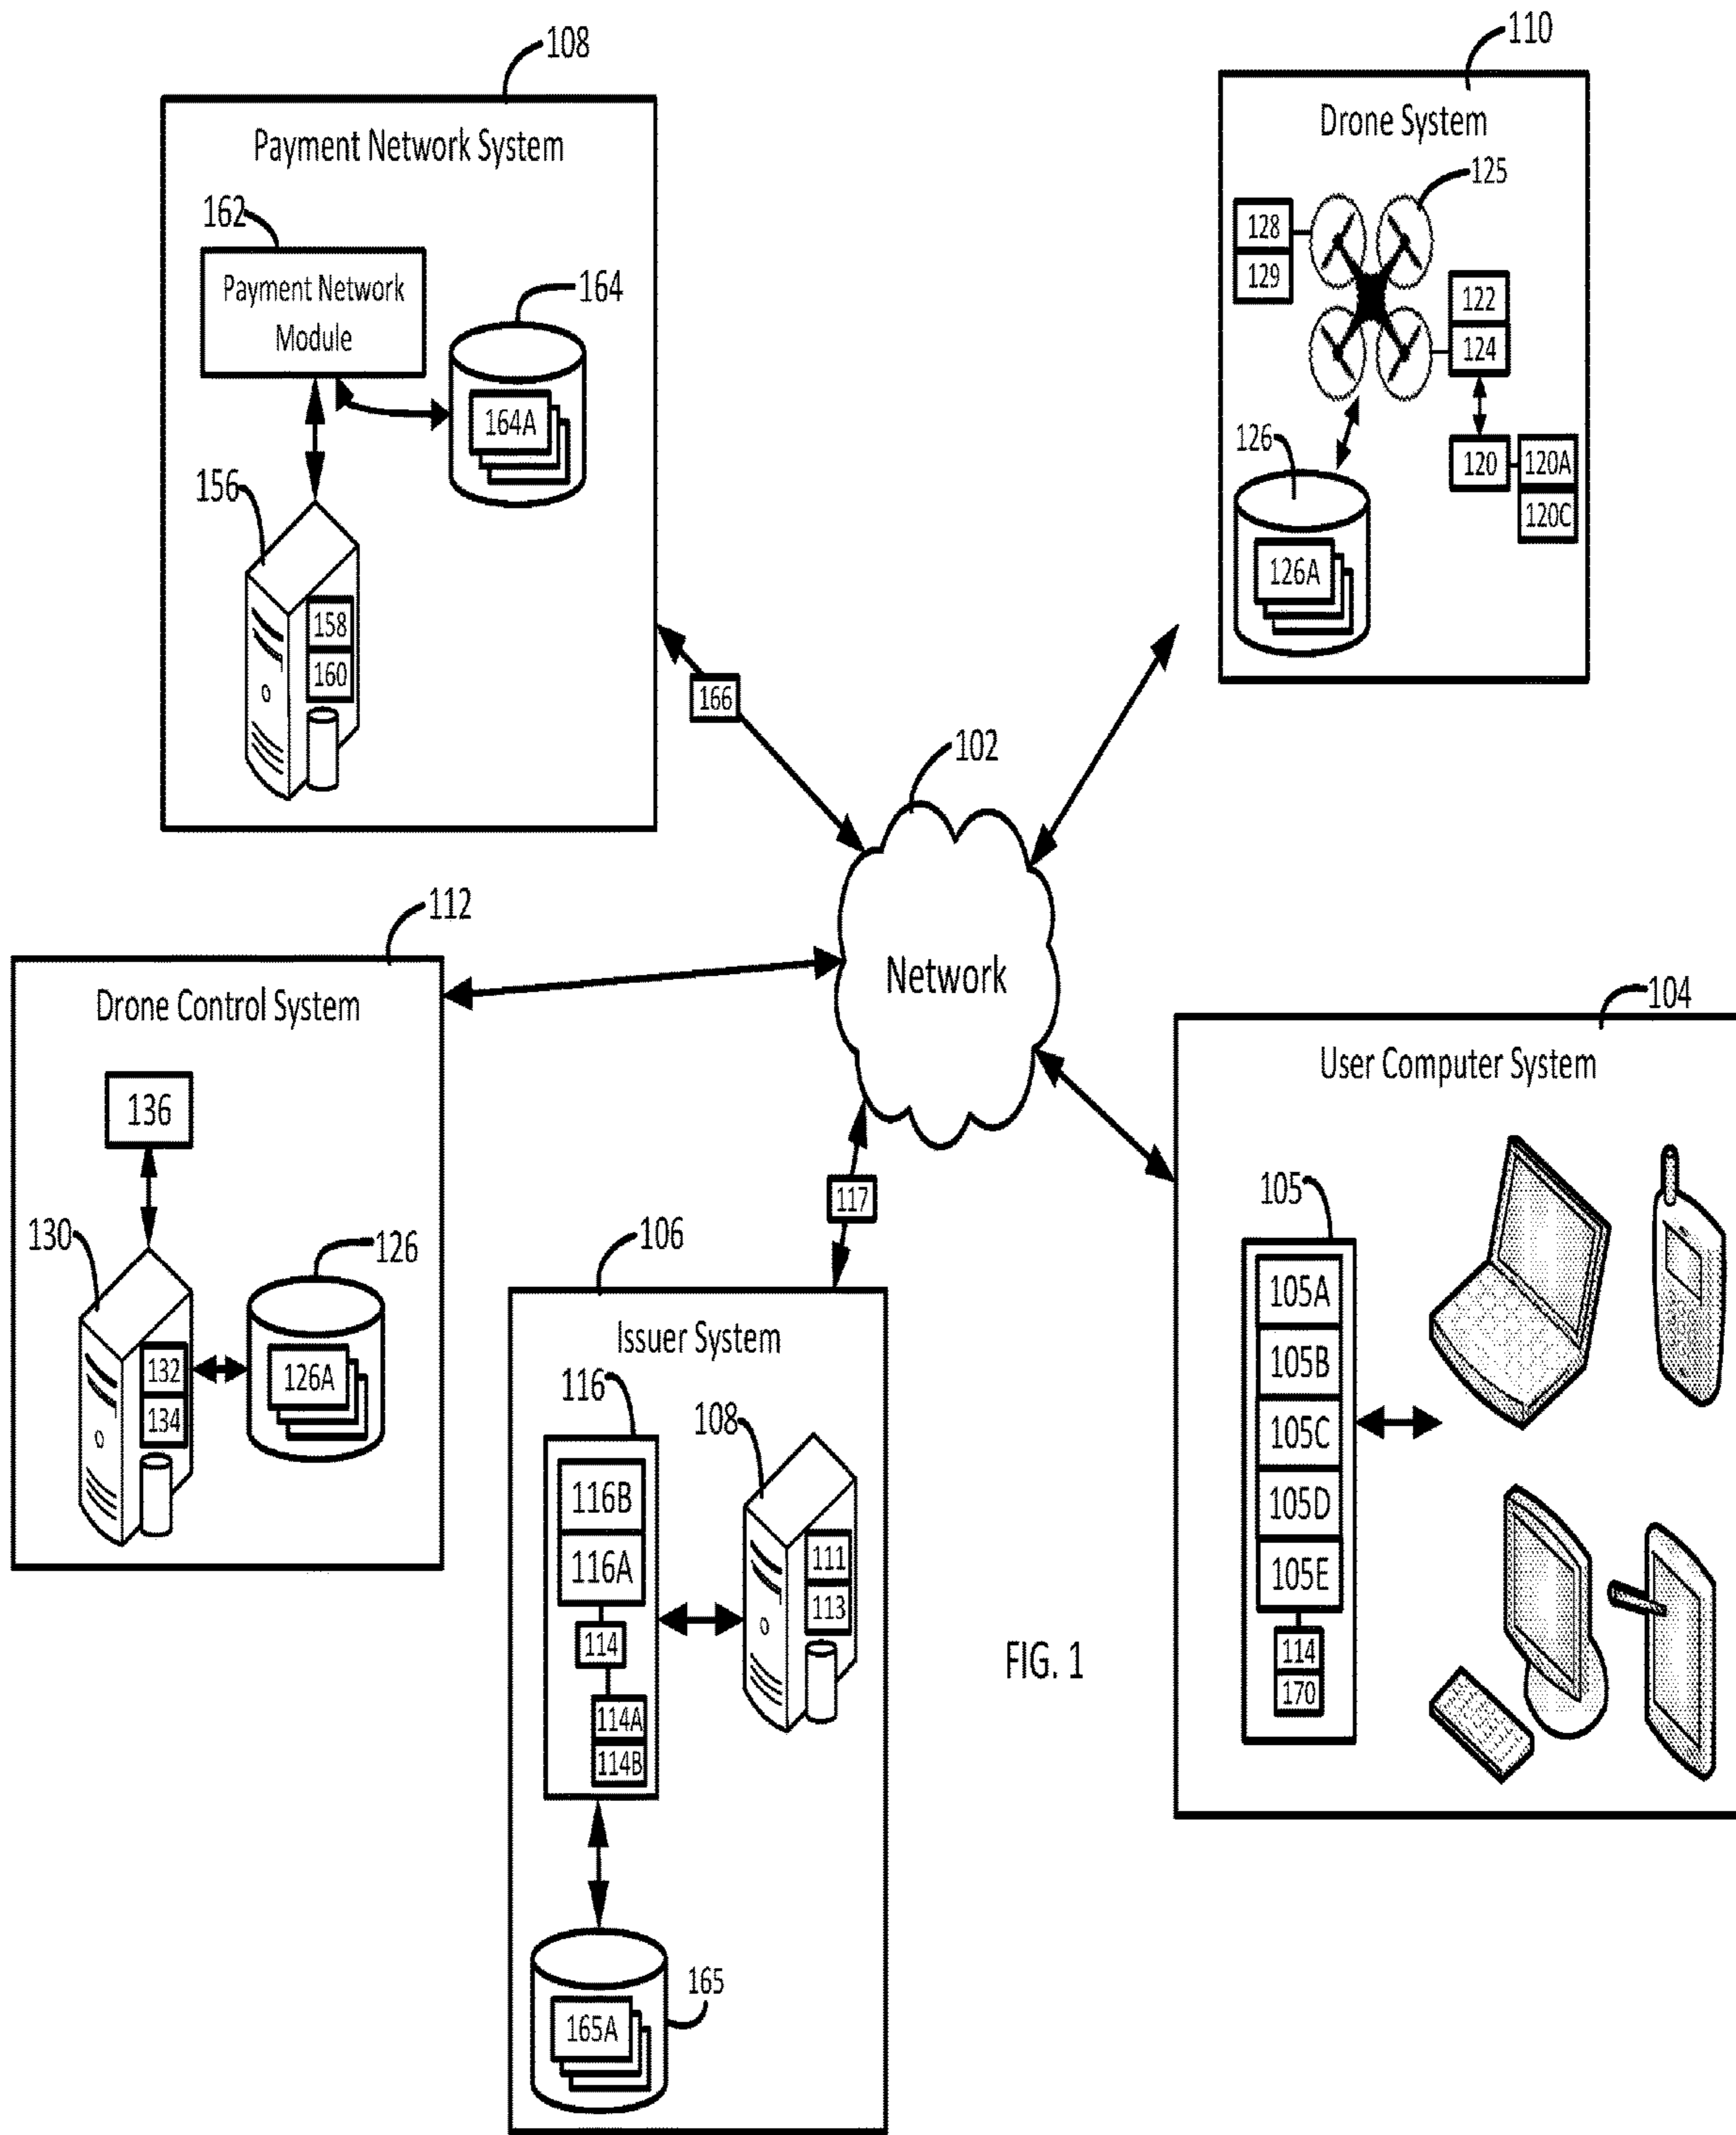 108
Payment Network System
162
Payment Network
Module
164
164A
156
158
160
166
110
Drone System
125
128
129
122
124
120
120A
120C
126
126A
102
Network
112
Drone Control System
136
130
132
134
126
126A
117
106
Issuer System
116
116B
116A
114
114A
114B
108
111
113
165
165A
104
User Computer System
105
105A
105B
105C
105D
105E
114
170
FIG. 1